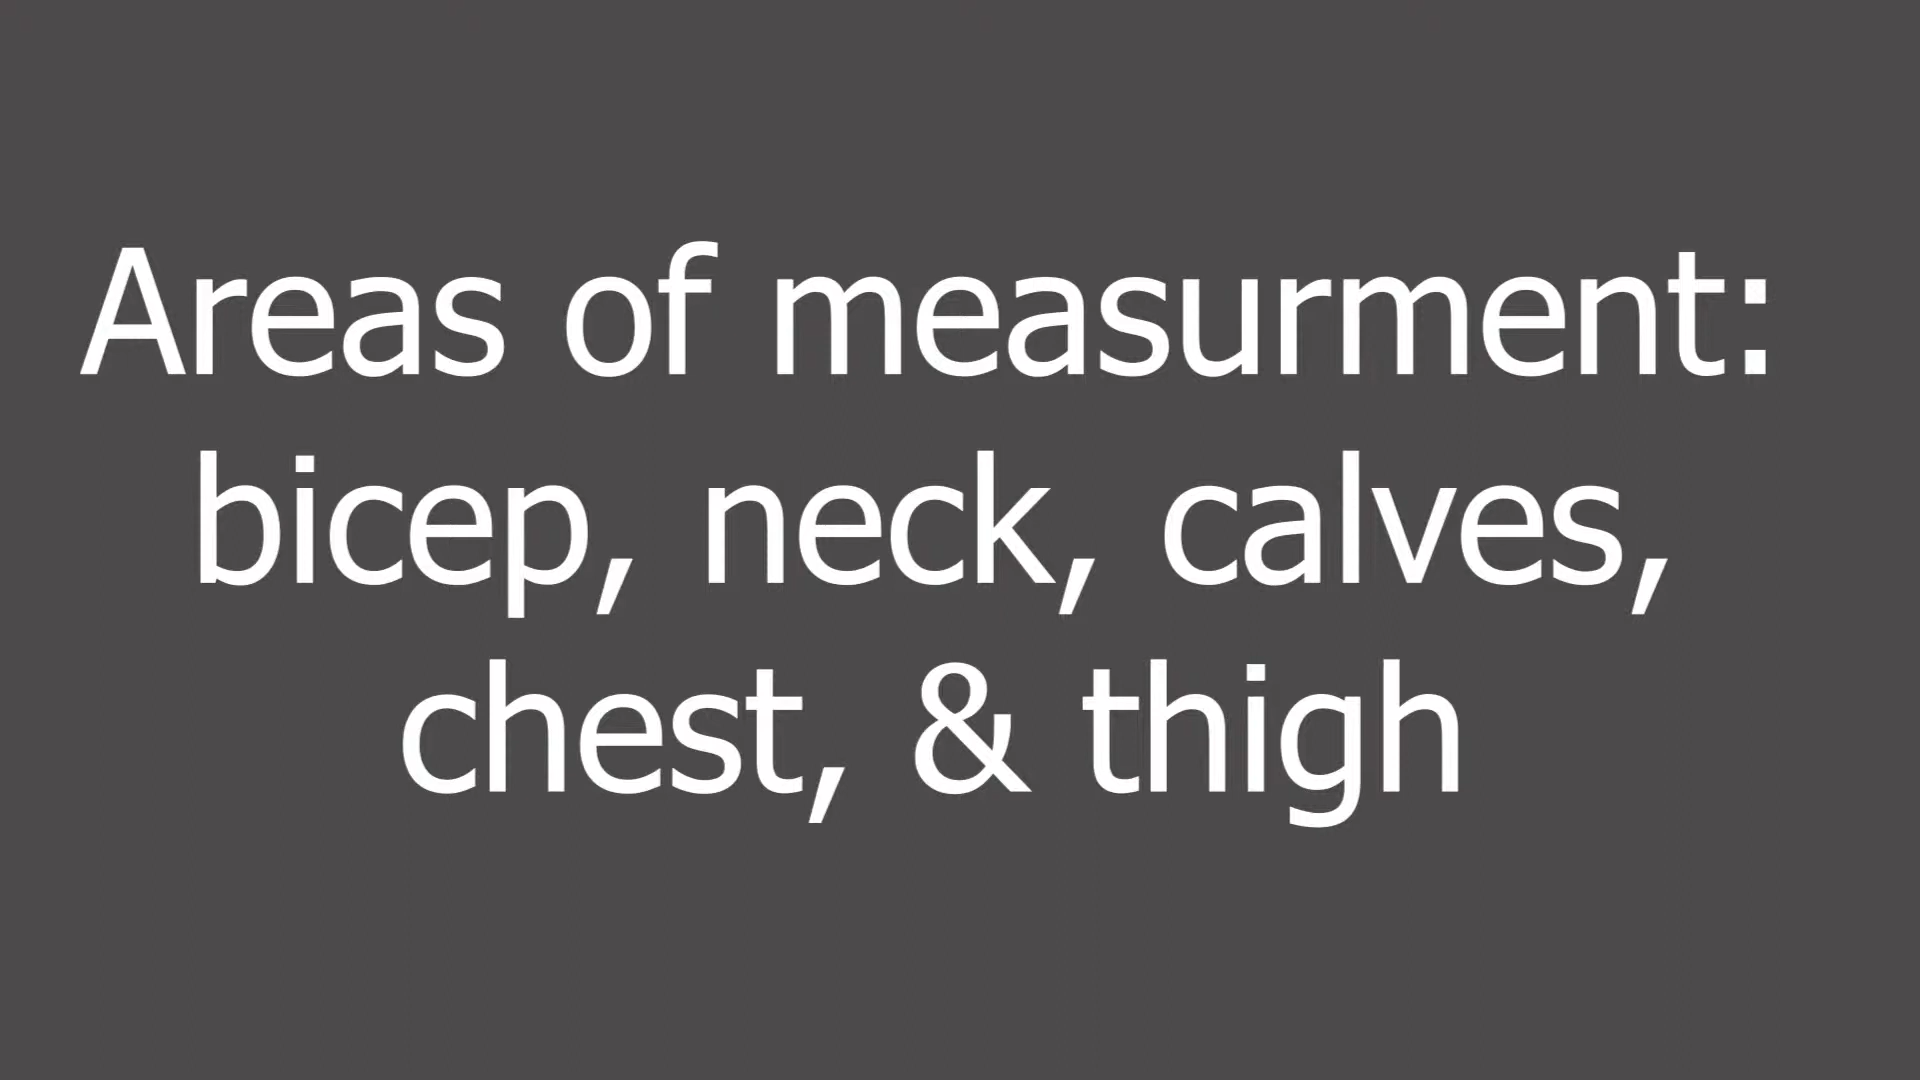 Areas of measurment:
bicep, neck, calves,
chest, & thigh